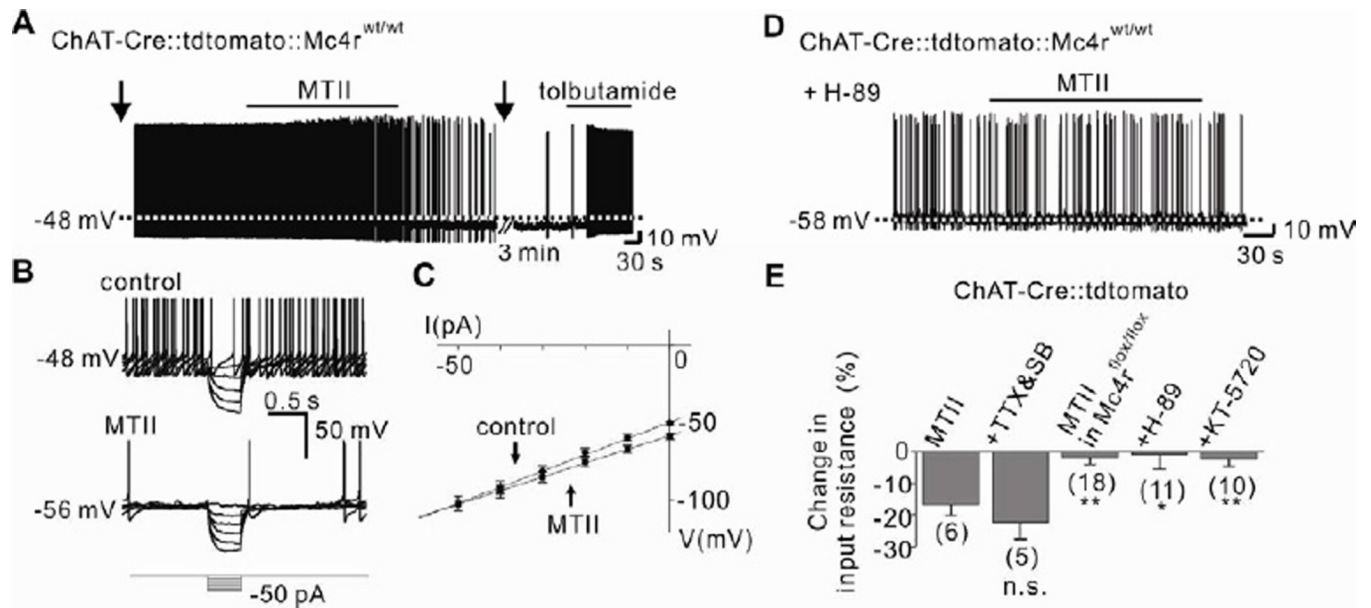 A
ChAT-Cre::tdtomato::Mc4r^wt/wt
MTII
tolbutamide
-48 mV
3 min
10 mV
30 s
B
control
-48 mV
0.5 s
50 mV
MTII
-56 mV
-50 pA
C
I(pA)
-50
0
-50
control
-100
MTII
V(mV)
D
ChAT-Cre::tdtomato::Mc4r^wt/wt
+ H-89
MTII
-58 mV
10 mV
30 s
E
ChAT-Cre::tdtomato
Change in
input resistance (%)
0
-10
-20
-30
MTII
+TTX&SB
MTII
in Mc4r^flox/flox
+H-89
+KT-5720
(6)
(5)
n.s.
(18)
**
(11)
*
(10)
**